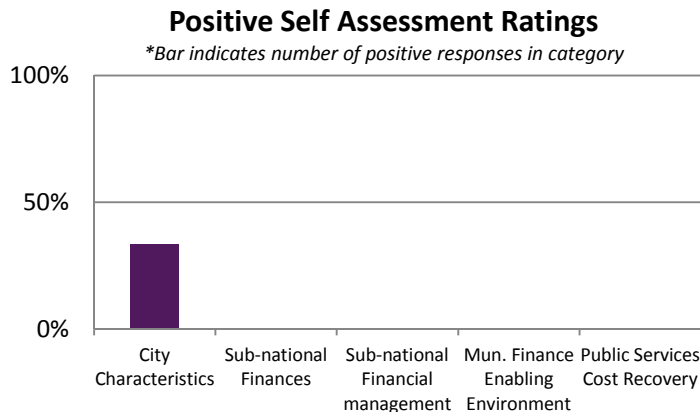 Positive Self Assessment Ratings
*Bar indicates number of positive responses in category
100%
50%
0%
City
Characteristics
Sub-national
Finances
Sub-national
Financial
management
Mun. Finance
Enabling
Environment
Public Services
Cost Recovery